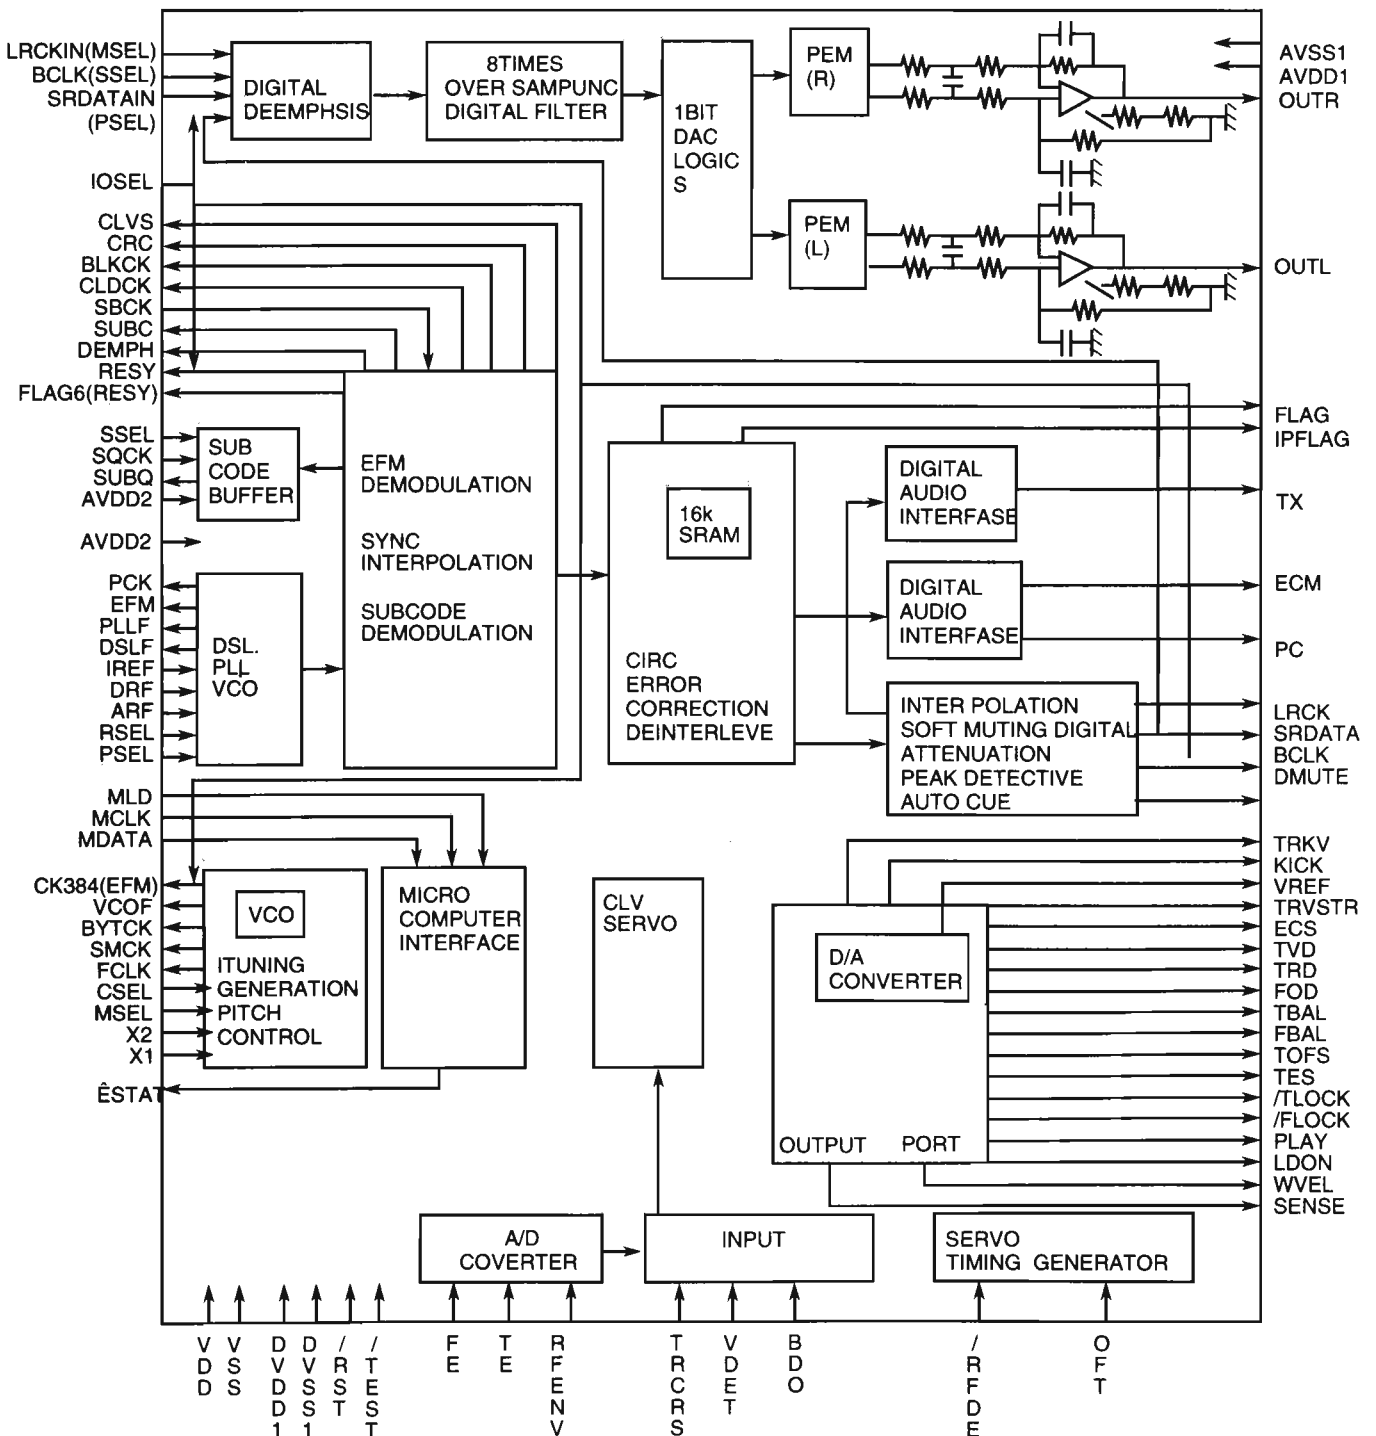 LRCKIN(MSEL)
BCLK(SSEL)
SRDATAIN
(PSEL)
IOSEL
CLVS
CRC
BLKCK
CLDCK
SBCK
SUBC
DEMPH
RESY
FLAG6(RESY)
SSEL
SQCK
SUBQ
AVDD2
AVDD2
PCK
EFM
PLLF
DSLF
IREF
DRF
ARF
RSEL
PSEL
MLD
MCLK
MDATA
CK384(EFM)
VCOF
BYTCK
SMCK
FCLK
CSEL
MSEL
X2
X1
ÊSTAT
DIGITAL
DEEMPHSIS
8TIMES
OVER SAMPUNC
DIGITAL FILTER
1BIT
DAC
LOGIC
S
PEM
(R)
PEM
(L)
SUB
CODE
BUFFER
EFM
DEMODULATION
SYNC
INTERPOLATION
SUBCODE
DEMODULATION
DSL.
PLL
VCO
16k
SRAM
CIRC
ERROR
CORRECTION
DEINTERLEVE
DIGITAL
AUDIO
INTERFASE
DIGITAL
AUDIO
INTERFASE
INTER POLATION
SOFT MUTING DIGITAL
ATTENUATION
PEAK DETECTIVE
AUTO CUE
VCO
ITUNING
GENERATION
PITCH
CONTROL
MICRO
COMPUTER
INTERFACE
CLV
SERVO
D/A
CONVERTER
OUTPUT PORT
A/D
COVERTER
INPUT
SERVO
TIMING GENERATOR
AVSS1
AVDD1
OUTR
OUTL
FLAG
IPFLAG
TX
ECM
PC
LRCK
SRDATA
BCLK
DMUTE
TRKV
KICK
VREF
TRVSTR
ECS
TVD
TRD
FOD
TBAL
FBAL
TOFS
TES
/TLOCK
/FLOCK
PLAY
LDON
WVEL
SENSE
VDD
VSS
DVDD1
DVSS1
/RST
/TEST
FE
TE
RFENV
TRCRS
VDET
BDO
/RFDE
OFT